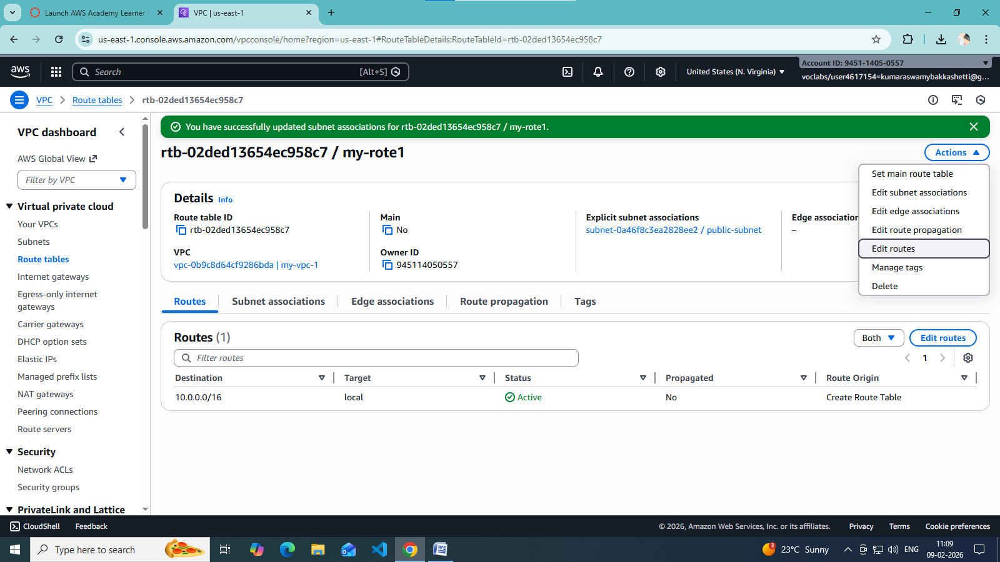 Launch AWS Academy Learner
VPC | us-east-1
us-east-1.console.aws.amazon.com/vpcconsole/home?region=us-east-1#RouteTableDetails:RouteTableId=rtb-02ded13654ec958c7
aws
Search
[Alt+S]
United States (N. Virginia)
Account ID: 9451-1405-0557
voclabs/user4617154=kumaraswamybakkashetti@g...
VPC
Route tables
rtb-02ded13654ec958c7
VPC dashboard
AWS Global View
Filter by VPC
Virtual private cloud
Your VPCs
Subnets
Route tables
Internet gateways
Egress-only internet
gateways
Carrier gateways
DHCP option sets
Elastic IPs
Managed prefix lists
NAT gateways
Peering connections
Route servers
Security
Network ACLs
Security groups
PrivateLink and Lattice
You have successfully updated subnet associations for rtb-02ded13654ec958c7 / my-rote1.
rtb-02ded13654ec958c7 / my-rote1
Actions
Set main route table
Edit subnet associations
Edit edge associations
Edit route propagation
Edit routes
Manage tags
Delete
Details Info
Route table ID
rtb-02ded13654ec958c7
Main
No
Explicit subnet associations
subnet-0a46f8c3ea2828ee2 / public-subnet
Edge association
–
VPC
vpc-0b9c8d64cf9286bda | my-vpc-1
Owner ID
945114050557
Routes
Subnet associations
Edge associations
Route propagation
Tags
Routes (1)
Both
Edit routes
Filter routes
1
Destination Target Status Propagated Route Origin
10.0.0.0/16 local Active No Create Route Table
CloudShell
Feedback
© 2026, Amazon Web Services, Inc. or its affiliates.
Privacy
Terms
Cookie preferences
Type here to search
3
23°C Sunny
ENG
11:09
09-02-2026